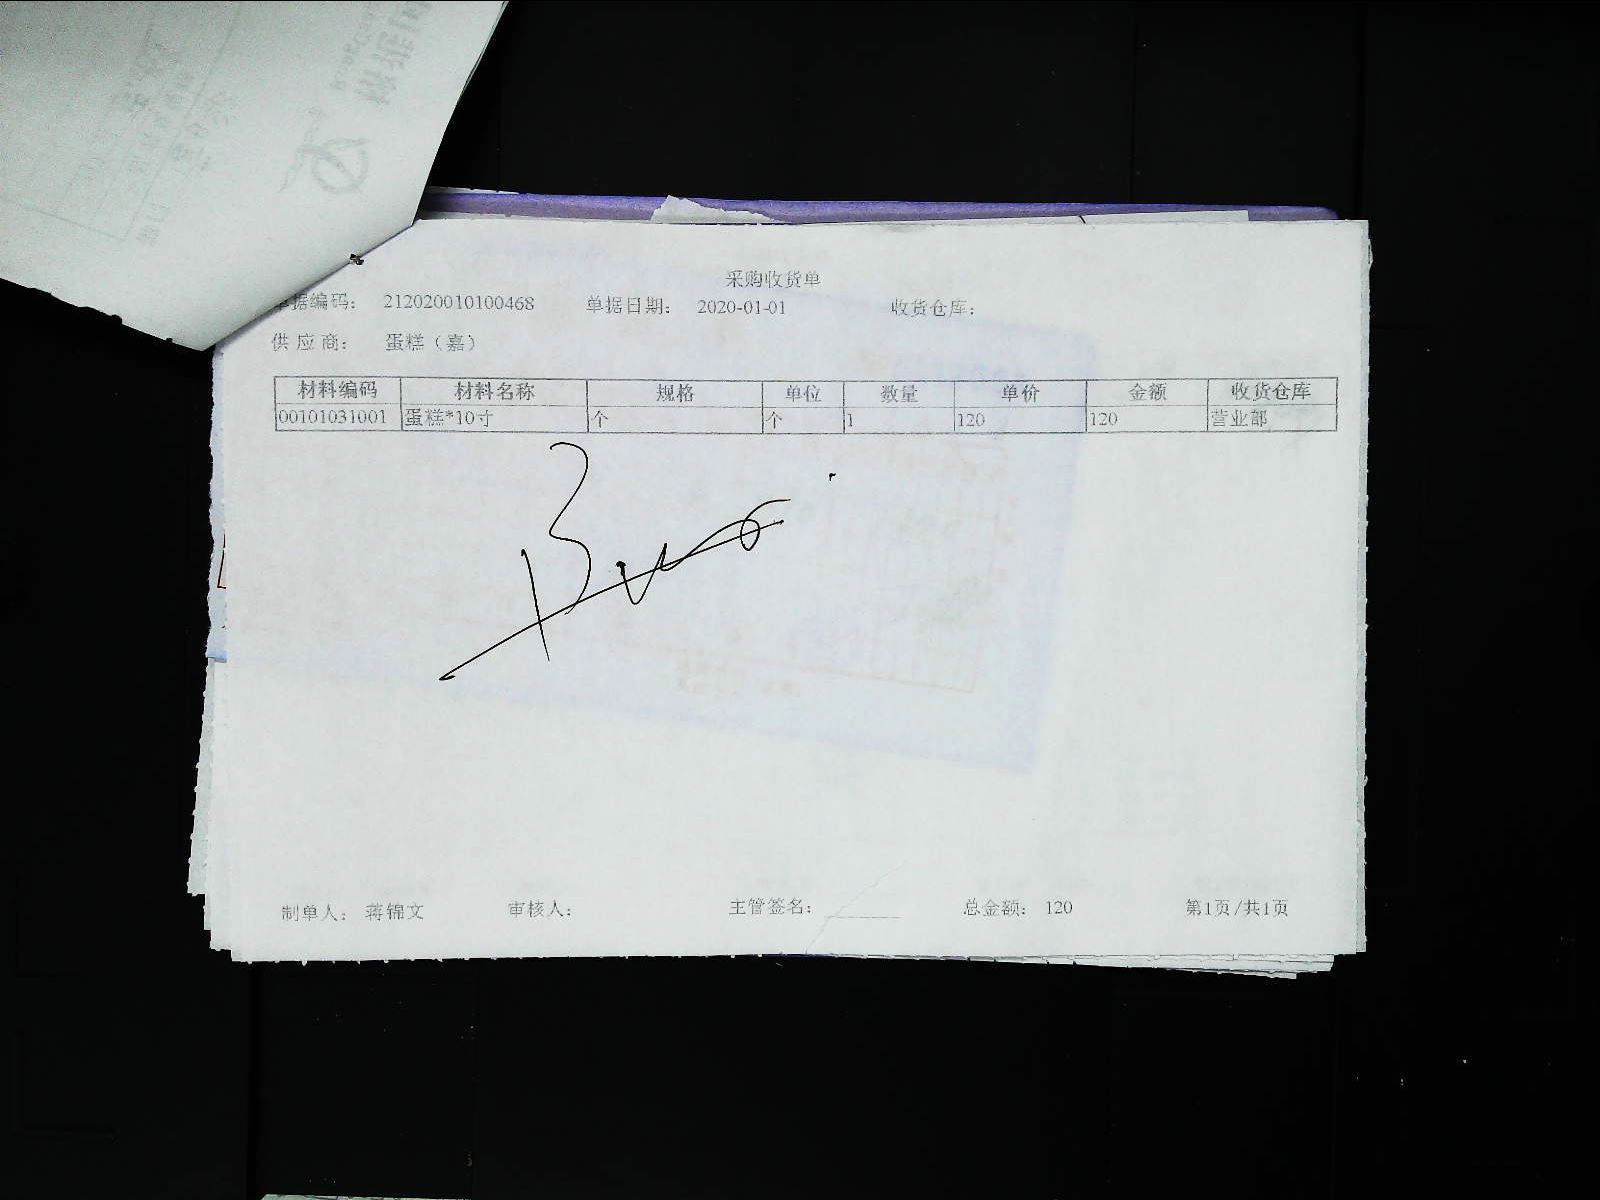 采购收货单
单据编码： 212020010100468 单据日期： 2020-01-01 收货仓库：
供应商： 蛋糕（嘉）
材料编码 材料名称 规格 单位 数量 单价 金额 收货仓库
00101031001 蛋糕*10寸 个 个 1 120 120 营业部
制单人： 蒋锦文 审核人： 主管签名： 总金额： 120 第1页/共1页